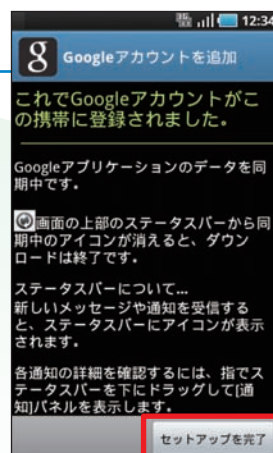 12:34
g Googleアカウントを追加
これでGoogleアカウントがこ
の携帯に登録されました。
Googleアプリケーションのデータを同
期中です。
画面の上部のステータスバーから同
期中のアイコンが消えると、ダウン
ロードは終了です。
ステータスバーについて...
新しいメッセージや通知を受信する
と、ステータスバーにアイコンが表示
されます。
各通知の詳細を確認するには、指でス
テータスバーを下にドラッグして[通
知]パネルを表示します。
セットアップを完了